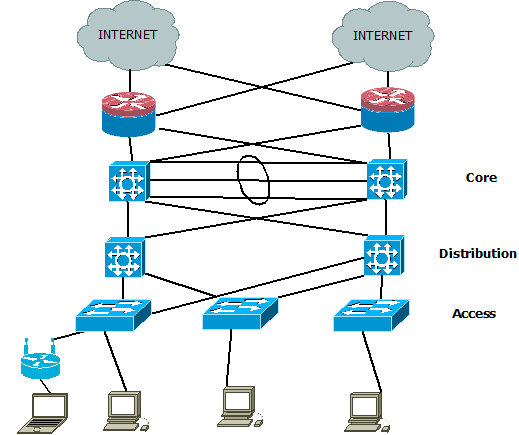 INTERNET
INTERNET
Core
Distribution
Access